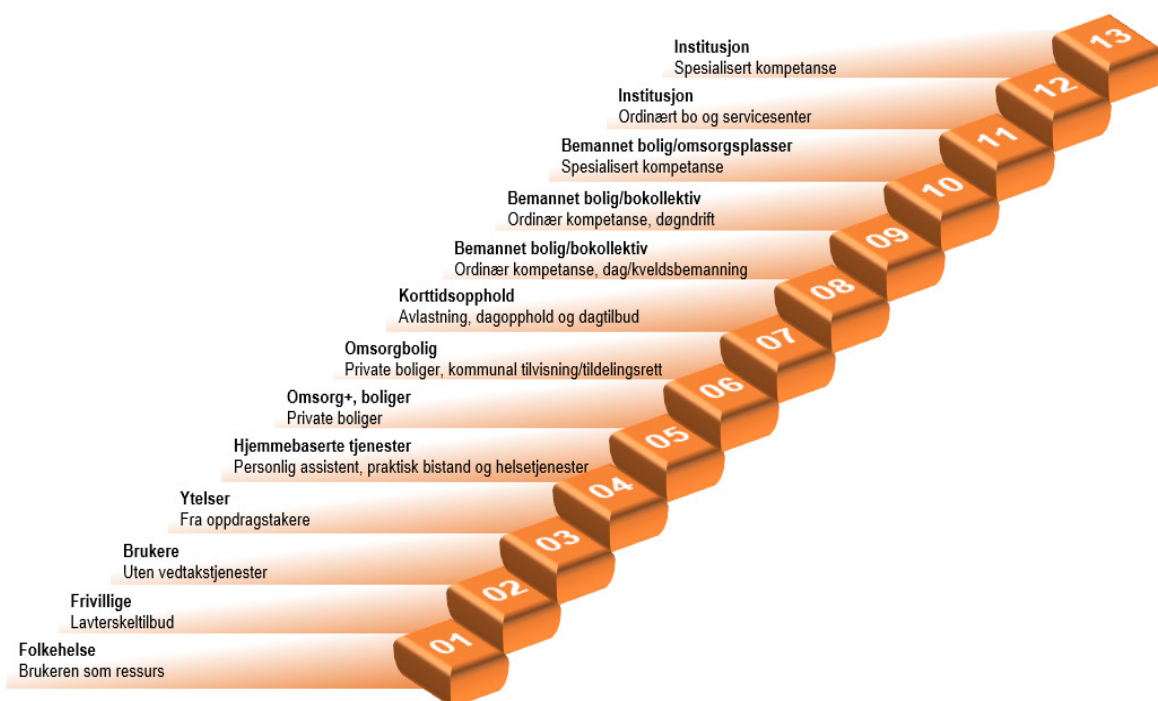 13
Institusjon
Spesialisert kompetanse
12
Institusjon
Ordinært bo og servicesenter
11
Bemannet bolig/omsorgsplasser
Spesialisert kompetanse
10
Bemannet bolig/bokollektiv
Ordinær kompetanse, døgndrift
09
Bemannet bolig/bokollektiv
Ordinær kompetanse, dag/kveldsbemanning
08
Korttidsopphold
Avlastning, dagopphold og dagtilbud
07
Omsorgbolig
Private boliger, kommunal tilvisning/tildelingsrett
06
Omsorg+, boliger
Private boliger
05
Hjemmebaserte tjenester
Personlig assistent, praktisk bistand og helsetjenester
04
Ytelser
Fra oppdragstakere
03
Brukere
Uten vedtakstjenester
02
Frivillige
Lavterskeltilbud
01
Folkehelse
Brukeren som ressurs